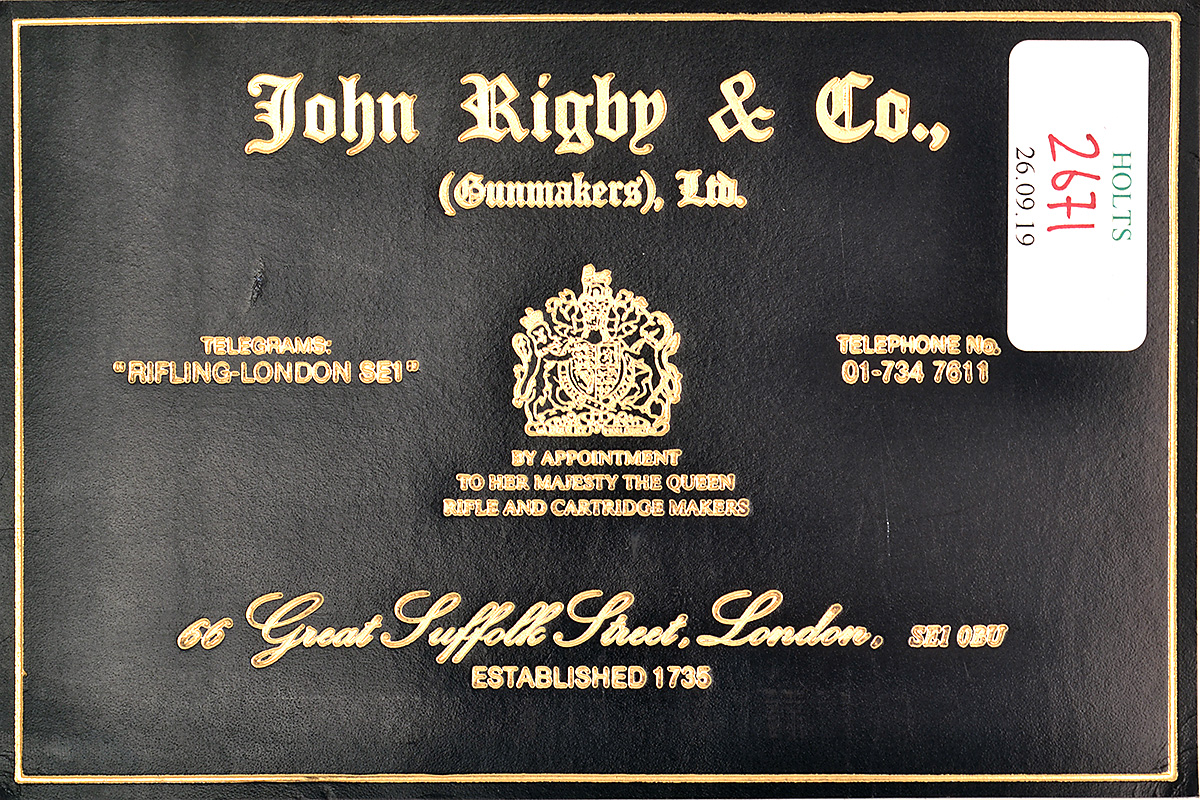 John Rigby & Co.,
(Gunmakers), Ltd.
HOLTS
2671
26.09.19
TELEGRAMS:
"RIFLING-LONDON SE1"
TELEPHONE No.
01-734 7611
BY APPOINTMENT
TO HER MAJESTY THE QUEEN
RIFLE AND CARTRIDGE MAKERS
66 Great Suffolk Street, London, SE1 0BU
ESTABLISHED 1735